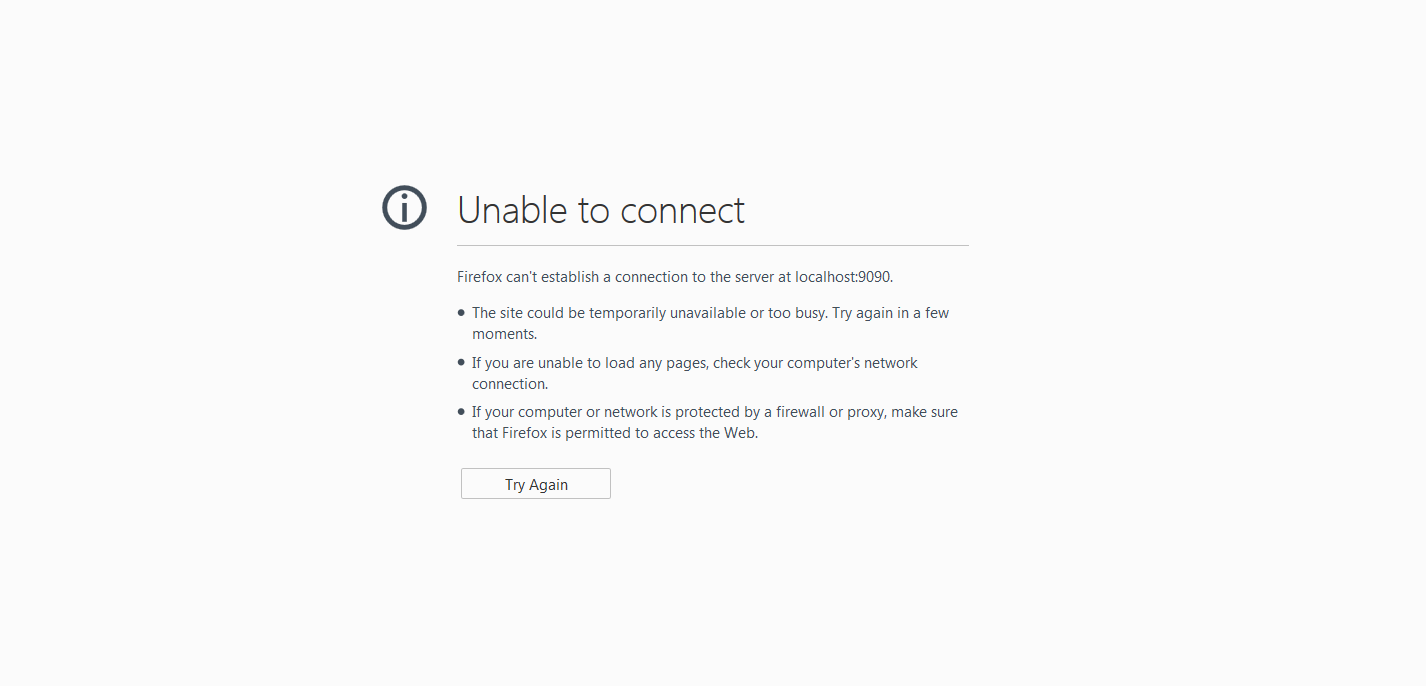 Unable to connect
Firefox can't establish a connection to the server at localhost:9090.
The site could be temporarily unavailable or too busy. Try again in a few
moments.
If you are unable to load any pages, check your computer's network
connection.
If your computer or network is protected by a firewall or proxy, make sure
that Firefox is permitted to access the Web.
Try Again